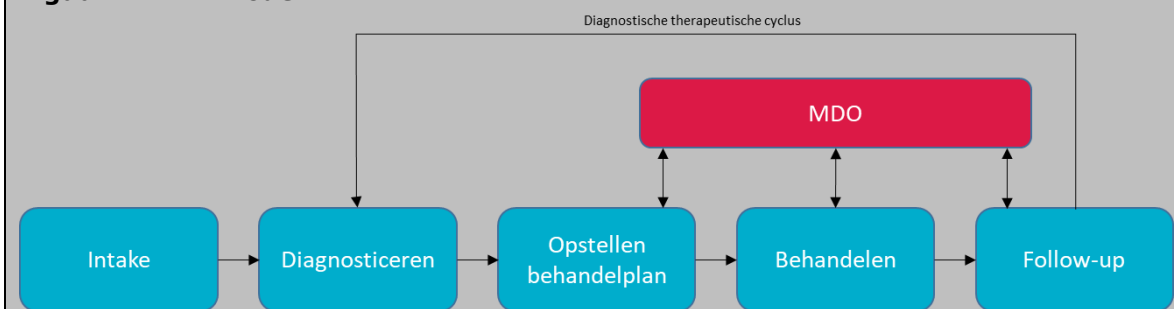 Diagnostische therapeutische cyclus
MDO
Intake
Diagnosticeren
Opstellen
behandelplan
Behandelen
Follow-up